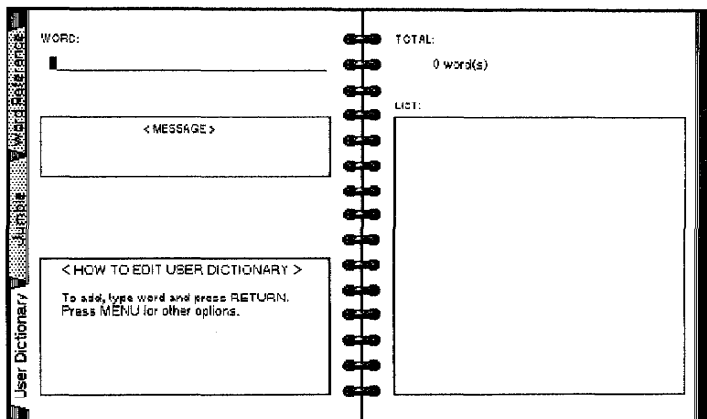 Word Reference
Jumble
User Dictionary
WORD:
< MESSAGE >
< HOW TO EDIT USER DICTIONARY >
To add, type word and press RETURN.
Press MENU for other options.
TOTAL:
0 word(s)
LIST: